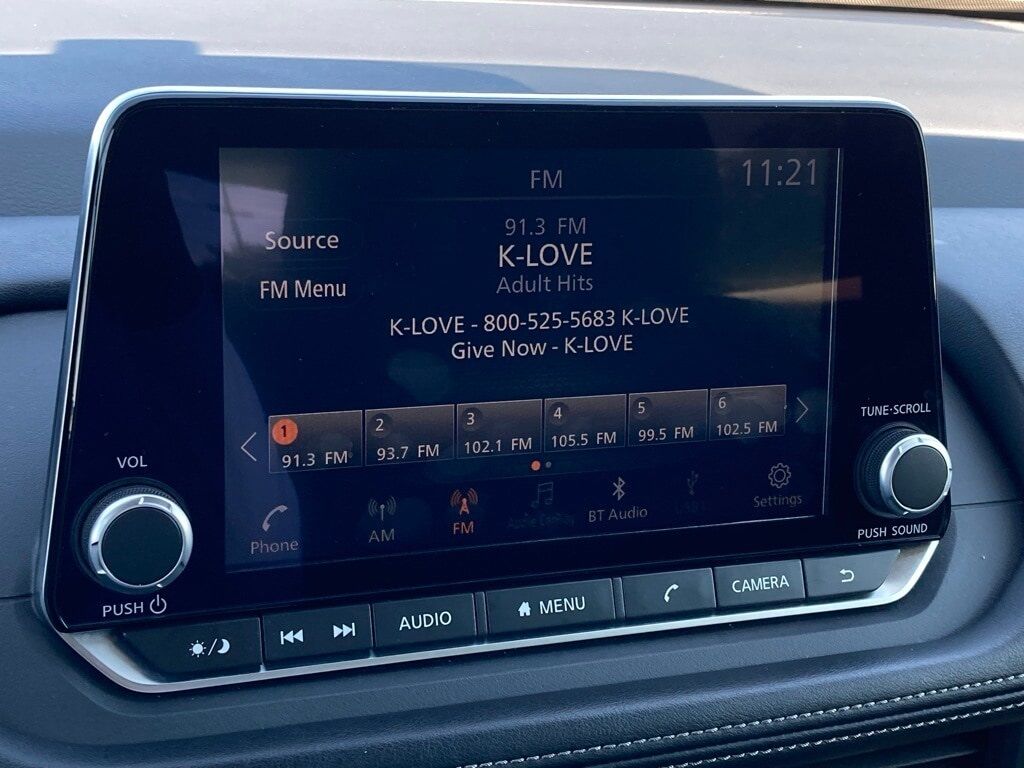 FM
11:21
Source
FM Menu
91.3 FM
K-LOVE
Adult Hits
K-LOVE - 800-525-5683 K-LOVE
Give Now - K-LOVE
1
91.3 FM
2
93.7 FM
3
102.1 FM
4
105.5 FM
5
99.5 FM
6
102.5 FM
Phone
AM
FM
BT Audio
Settings
VOL
PUSH
TUNE·SCROLL
PUSH SOUND
AUDIO
MENU
CAMERA